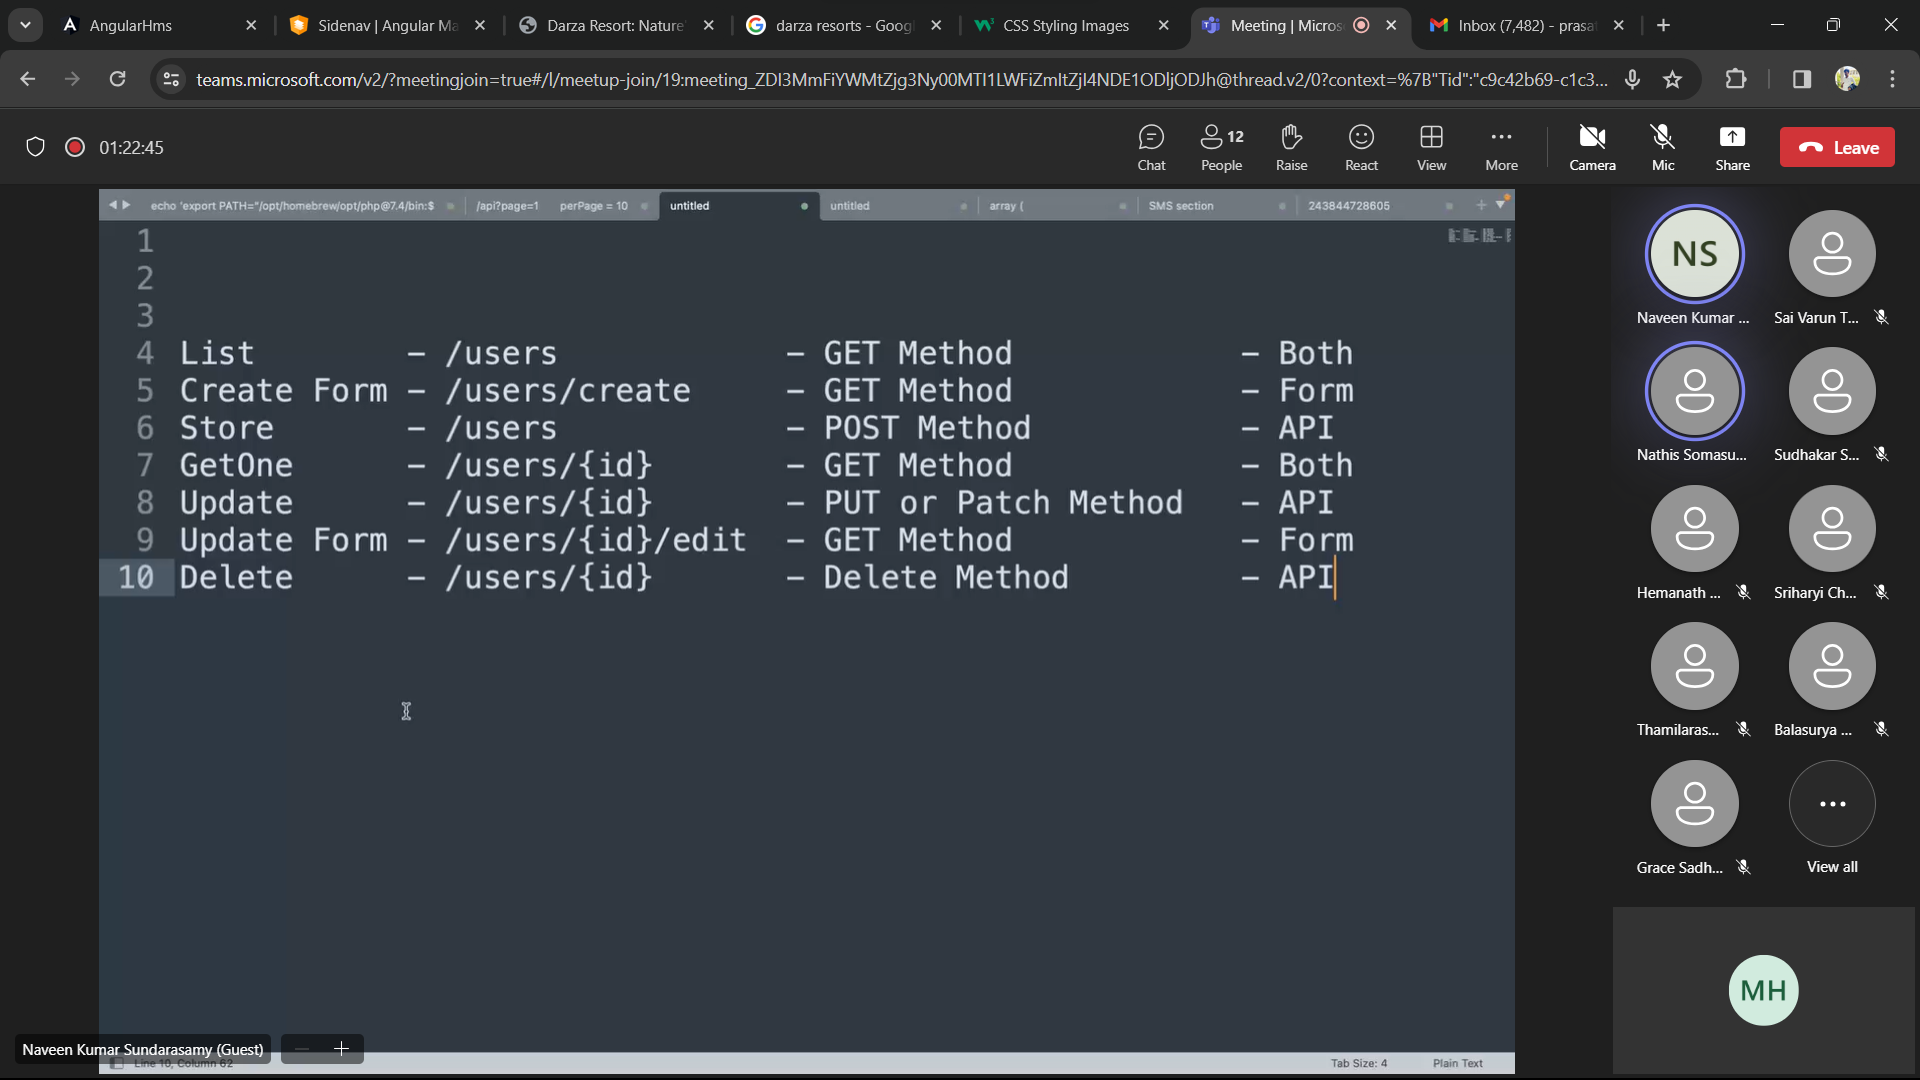 AngularHms
Sidenav | Angular Ma
Darza Resort: Nature
darza resorts - Goog
CSS Styling Images
Meeting | Micros
Inbox (7,482) - prasa
teams.microsoft.com/v2/?meetingjoin=true#/l/meetup-join/19:meeting_ZDI3MmFiYWMtZjg3Ny00MTI1LWFiZmItZjI4NDE1ODljODJh@thread.v2/0?context=%7B"Tid":"c9c42b69-c1c3...
01:22:45
Chat
12
People
Raise
React
View
More
Camera
Mic
Share
Leave
echo 'export PATH="/opt/homebrew/opt/php@7.4/bin:$
/api?page=1 perPage = 10
untitled
untitled
array (
SMS section
243844728605
1
2
3
4 List – /users – GET Method – Both
5 Create Form – /users/create – GET Method – Form
6 Store – /users – POST Method – API
7 GetOne – /users/{id} – GET Method – Both
8 Update – /users/{id} – PUT or Patch Method – API
9 Update Form – /users/{id}/edit – GET Method – Form
10 Delete – /users/{id} – Delete Method – API
NS
Naveen Kumar ...
Sai Varun T...
Nathis Somasu...
Sudhakar S...
Hemanath ...
Sriharyi Ch...
Thamilaras...
Balasurya ...
Grace Sadh...
View all
MH
Naveen Kumar Sundarasamy (Guest)
Line 10, Column 62
Tab Size: 4
Plain Text